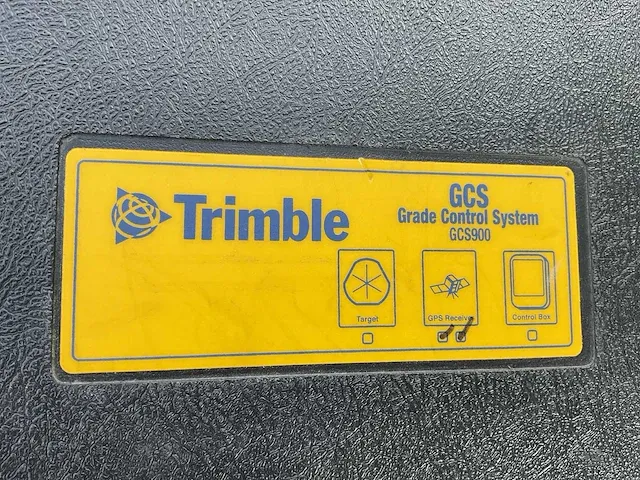 Trimble
GCS
Grade Control System
GCS900
Target
GPS Receiver
Control Box